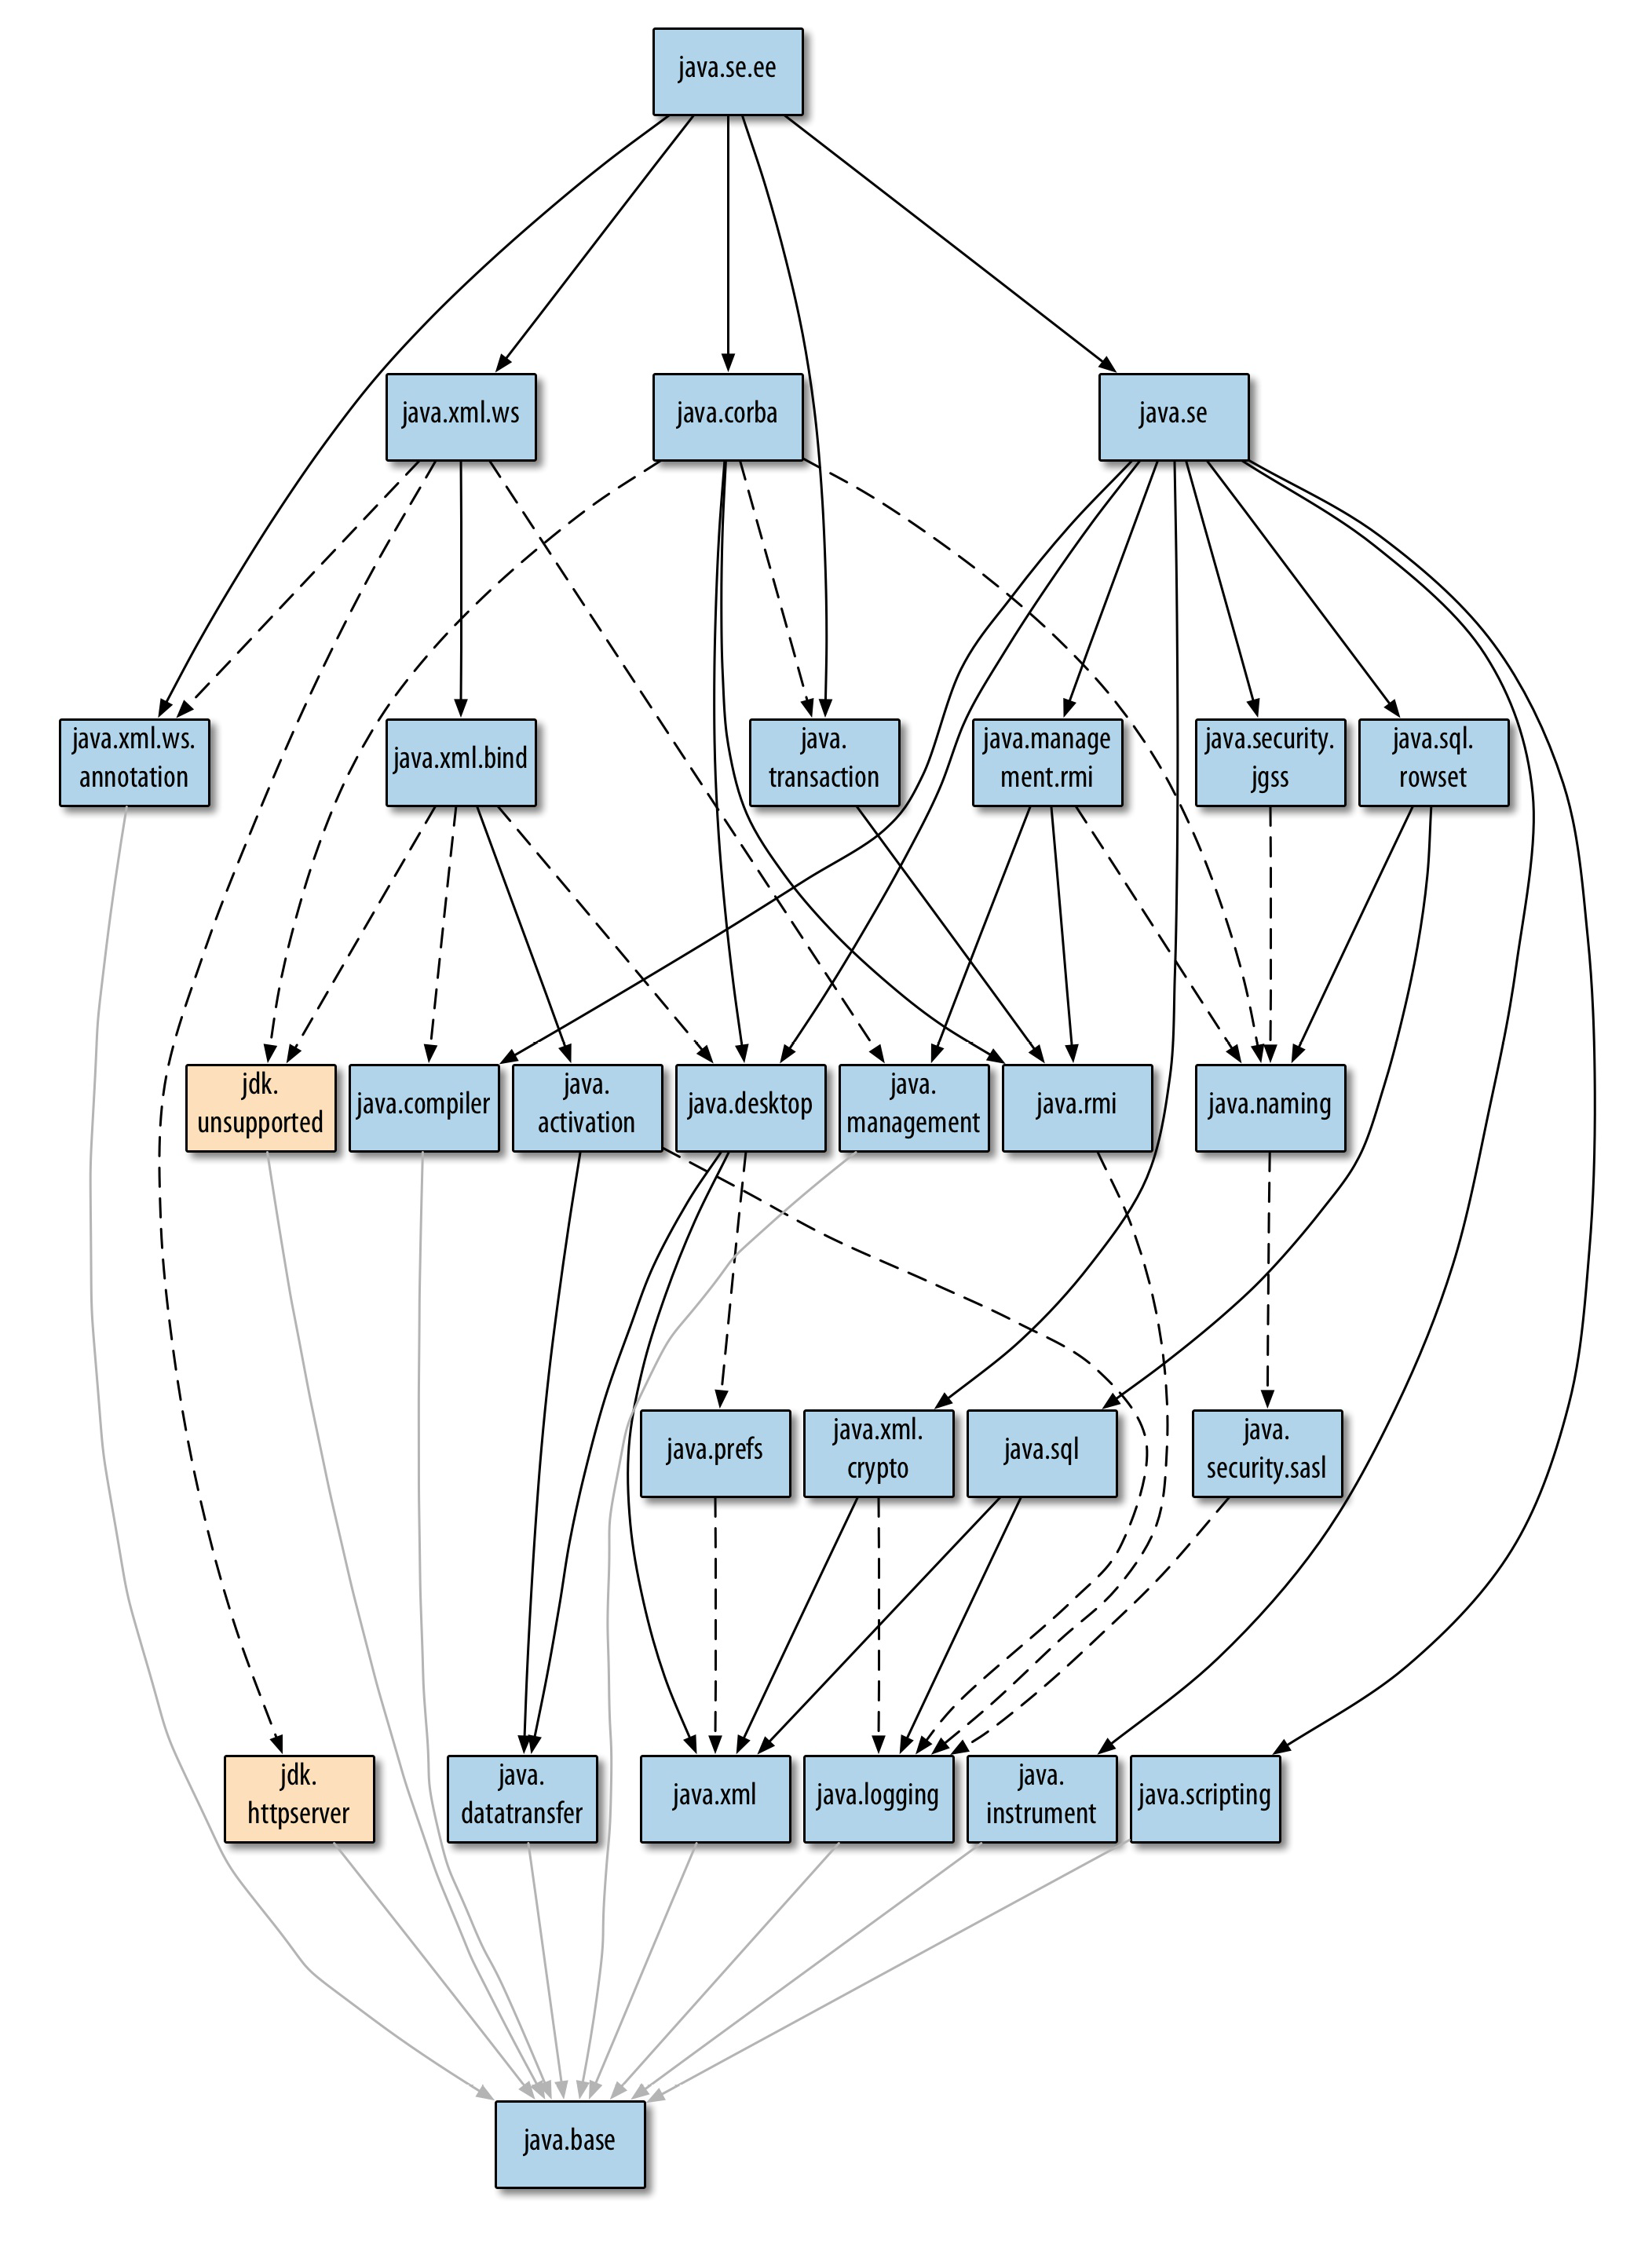 java.se.ee
java.xml.ws
java.corba
java.se
java.xml.ws.
annotation
java.xml.bind
java.
transaction
java.manage
ment.rmi
java.security.
jgss
java.sql.
rowset
jdk.
unsupported
java.compiler
java.
activation
java.desktop
java.
management
java.rmi
java.naming
java.prefs
java.xml.
crypto
java.sql
java.
security.sasl
jdk.
httpserver
java.
datatransfer
java.xml
java.logging
java.
instrument
java.scripting
java.base